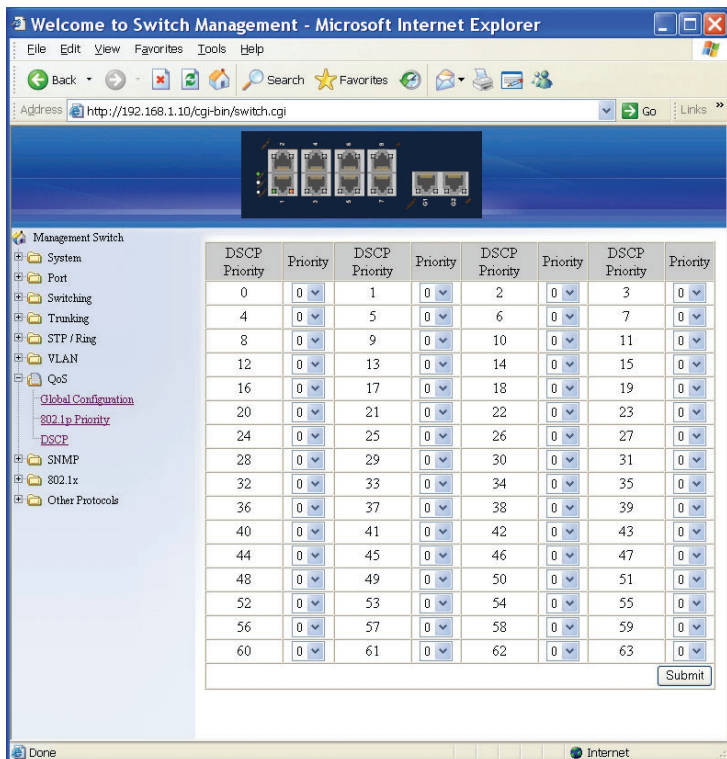 Welcome to Switch Management - Microsoft Internet Explorer
File Edit View Favorites Tools Help
Back Search Favorites
Address http://192.168.1.10/cgi-bin/switch.cgi Go Links »
2 4 6 8
1 3 5 7 G1 G2
Management Switch
System
Port
Switching
Trunking
STP / Ring
VLAN
QoS
Global Configuration
802.1p Priority
DSCP
SNMP
802.1x
Other Protocols
DSCP Priority Priority DSCP Priority Priority DSCP Priority Priority DSCP Priority Priority
0 0 1 0 2 0 3 0
4 0 5 0 6 0 7 0
8 0 9 0 10 0 11 0
12 0 13 0 14 0 15 0
16 0 17 0 18 0 19 0
20 0 21 0 22 0 23 0
24 0 25 0 26 0 27 0
28 0 29 0 30 0 31 0
32 0 33 0 34 0 35 0
36 0 37 0 38 0 39 0
40 0 41 0 42 0 43 0
44 0 45 0 46 0 47 0
48 0 49 0 50 0 51 0
52 0 53 0 54 0 55 0
56 0 57 0 58 0 59 0
60 0 61 0 62 0 63 0
Submit
Done Internet